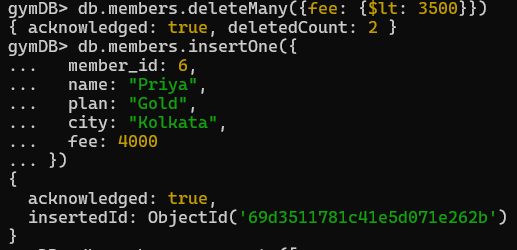 gymDB> db.members.deleteMany({fee: {$lt: 3500}})
{ acknowledged: true, deletedCount: 2 }
gymDB> db.members.insertOne({
...   member_id: 6,
...   name: "Priya",
...   plan: "Gold",
...   city: "Kolkata",
...   fee: 4000
... })
{
  acknowledged: true,
  insertedId: ObjectId('69d3511781c41e5d071e262b')
}